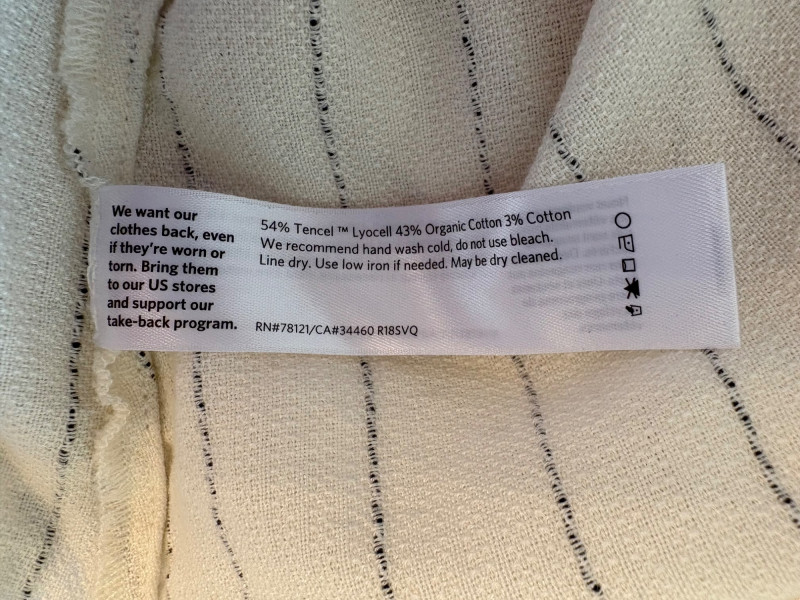 We want our
clothes back, even
if they're worn or
torn. Bring them
to our US stores
and support our
take-back program.
54% Tencel ™ Lyocell 43% Organic Cotton 3% Cotton
We recommend hand wash cold, do not use bleach.
Line dry. Use low iron if needed. May be dry cleaned.
RN#78121/CA#34460 R18SVQ